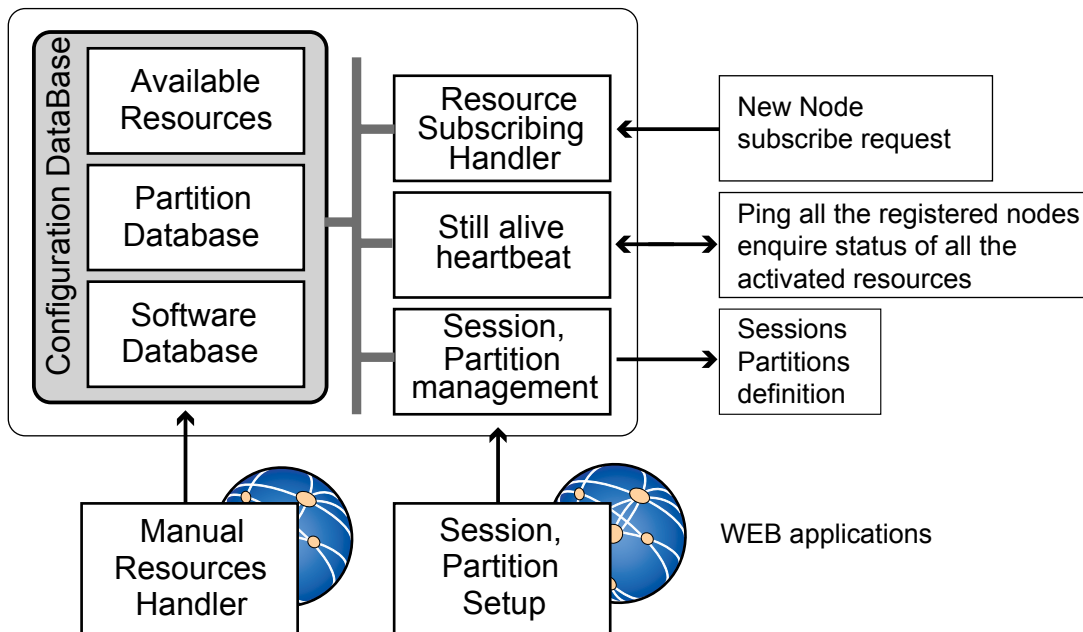 Configuration DataBase
Available
Resources
Partition
Database
Software
Database
Resource
Subscribing
Handler
Still alive
heartbeat
Session,
Partition
management
New Node
subscribe request
Ping all the registered nodes
enquire status of all the
activated resources
Sessions
Partitions
definition
Manual
Resources
Handler
Session,
Partition
Setup
WEB applications